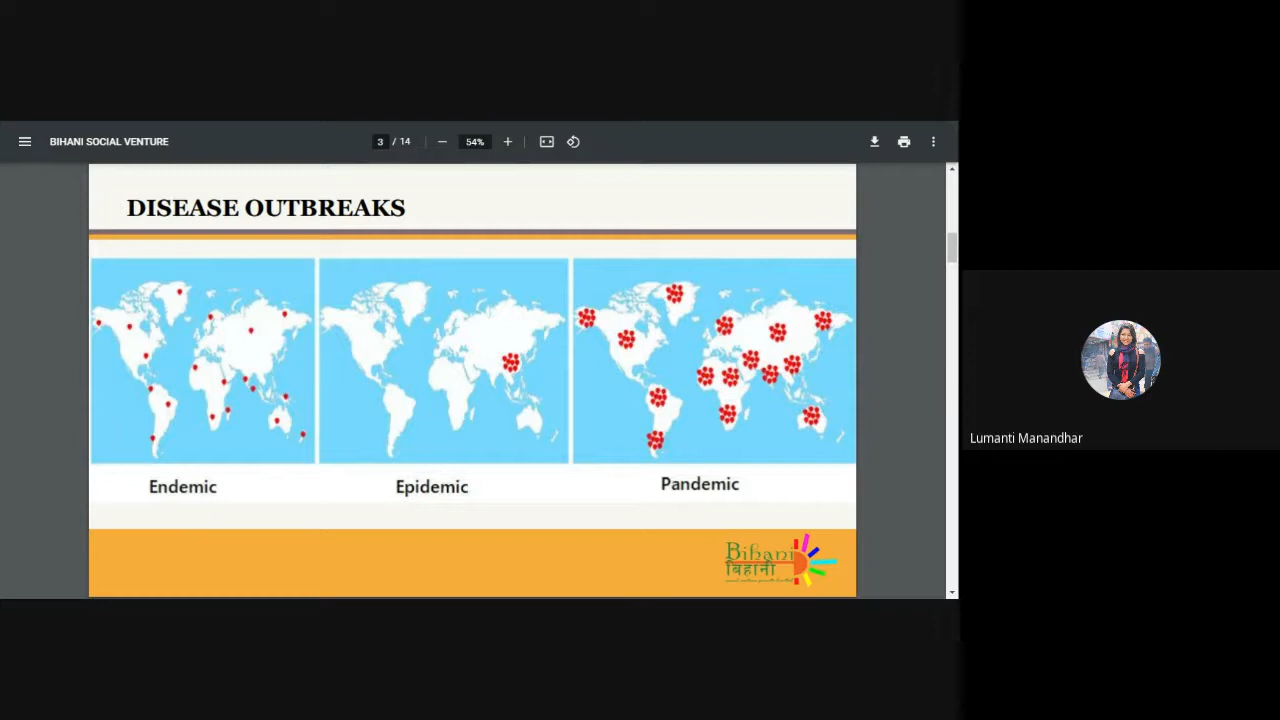 BIHANI SOCIAL VENTURE
3 / 14
54%
DISEASE OUTBREAKS
Endemic
Epidemic
Pandemic
Bihani
बिहानी
Lumanti Manandhar